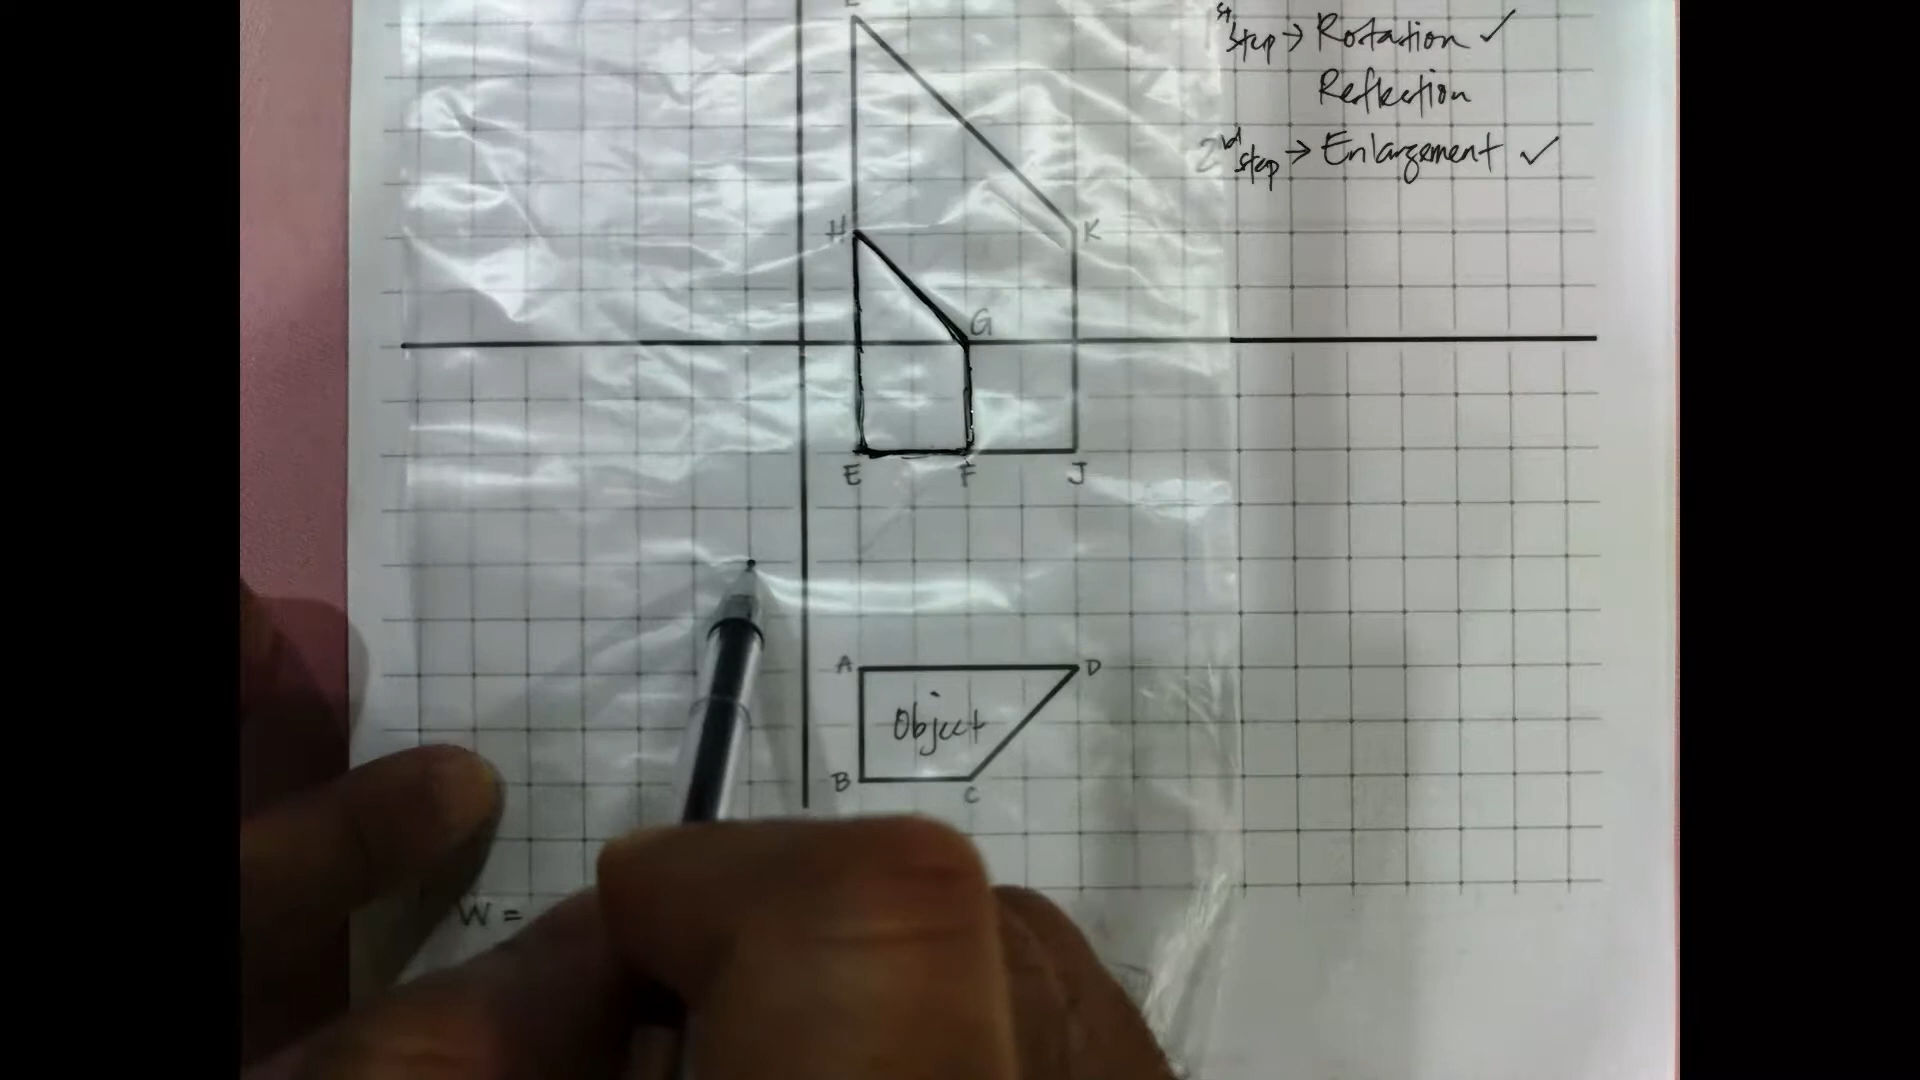 1st step → Rotation ✓
Reflection
2nd step → Enlargement ✓
L
H
K
G
E
F
J
A
D
Object
B
C
W =